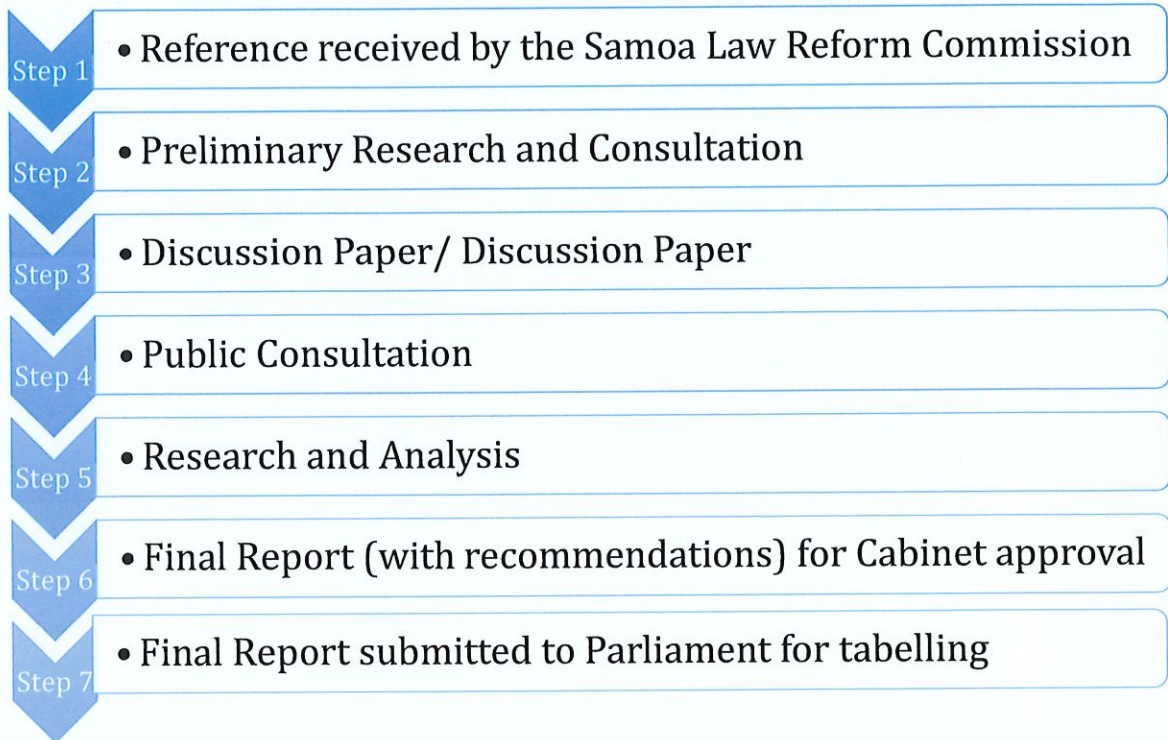 Step 1
• Reference received by the Samoa Law Reform Commission
Step 2
• Preliminary Research and Consultation
Step 3
• Discussion Paper/ Discussion Paper
Step 4
• Public Consultation
Step 5
• Research and Analysis
Step 6
• Final Report (with recommendations) for Cabinet approval
Step 7
• Final Report submitted to Parliament for tabelling